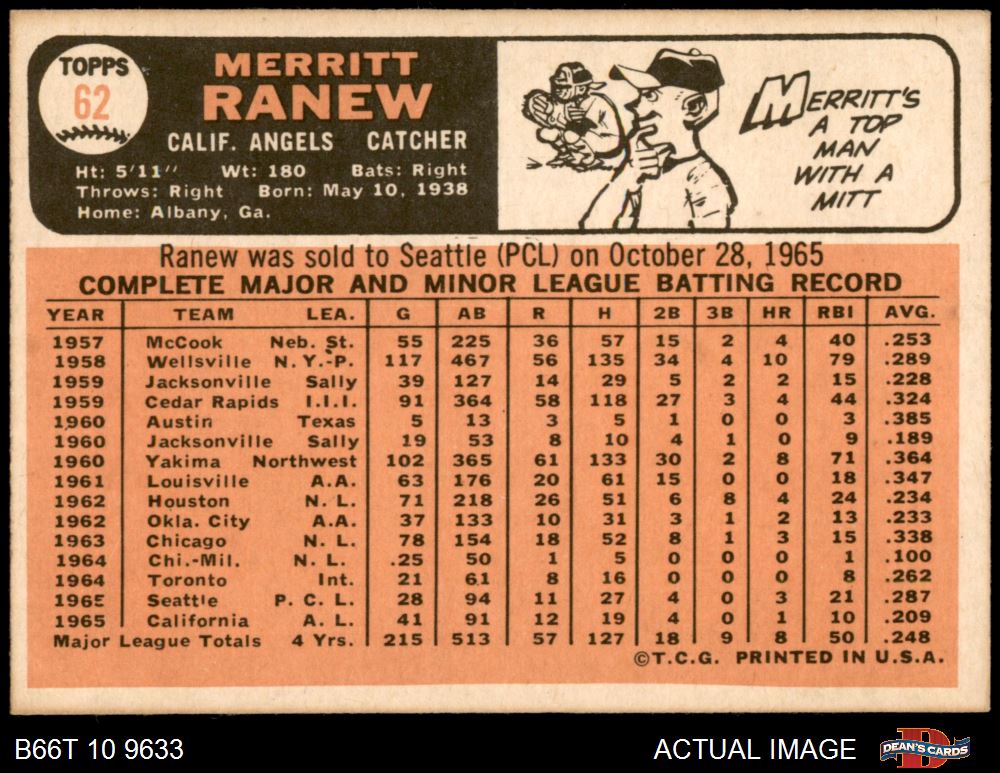 TOPPS
62
MERRITT
RANEW
CALIF. ANGELS CATCHER
Ht: 5'11" Wt: 180 Bats: Right
Throws: Right Born: May 10, 1938
Home: Albany, Ga.
MERRITT'S
A TOP
MAN
WITH A
MITT
Ranew was sold to Seattle (PCL) on October 28, 1965
COMPLETE MAJOR AND MINOR LEAGUE BATTING RECORD
YEAR TEAM LEA. G AB R H 2B 3B HR RBI AVG.
1957 McCook Neb. St. 55 225 36 57 15 2 4 40 .253
1958 Wellsville N.Y.-P. 117 467 56 135 34 4 10 79 .289
1959 Jacksonville Sally 39 127 14 29 5 2 2 15 .228
1959 Cedar Rapids I.I.I. 91 364 58 118 27 3 4 44 .324
1960 Austin Texas 5 13 3 5 1 0 0 3 .385
1960 Jacksonville Sally 19 53 8 10 4 1 0 9 .189
1960 Yakima Northwest 102 365 61 133 30 2 8 71 .364
1961 Louisville A.A. 63 176 20 61 15 0 0 18 .347
1962 Houston N.L. 71 218 26 51 6 8 4 24 .234
1962 Okla. City A.A. 37 133 10 31 3 1 2 13 .233
1963 Chicago N.L. 78 154 18 52 8 1 3 15 .338
1964 Chi.-Mil. N.L. .25 50 1 5 0 0 0 1 .100
1964 Toronto Int. 21 61 8 16 0 0 0 8 .262
1965 Seattle P.C.L. 28 94 11 27 4 0 3 21 .287
1965 California A.L. 41 91 12 19 4 0 1 10 .209
Major League Totals 4 Yrs. 215 513 57 127 18 9 8 50 .248
©T.C.G. PRINTED IN U.S.A.
B66T 10 9633
ACTUAL IMAGE
DEAN'S CARDS